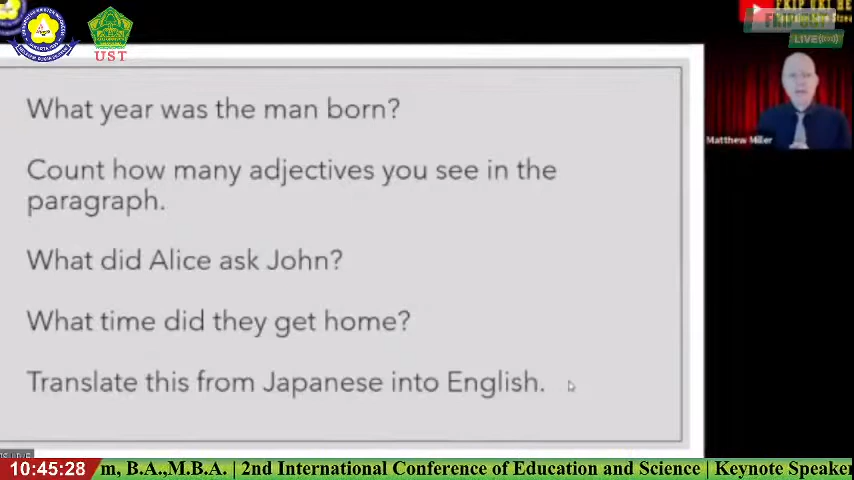 FKIP UKI
LIVE
UST
What year was the man born?
Count how many adjectives you see in the
paragraph.
What did Alice ask John?
What time did they get home?
Translate this from Japanese into English.
Matthew Miller
10:45:28 m, B.A.,M.B.A. | 2nd International Conference of Education and Science | Keynote Speaker